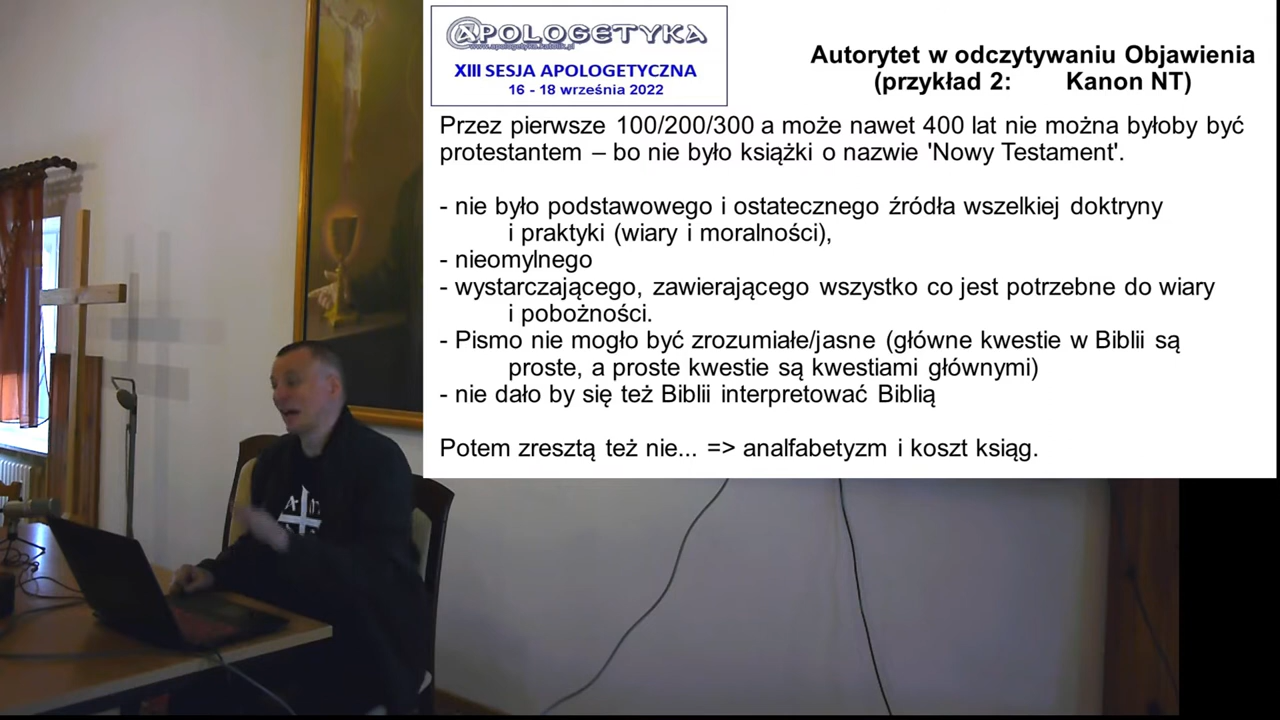 APOLOGETYKA
www.apologetyka.katolik.pl
XIII SESJA APOLOGETYCZNA
16 - 18 września 2022
Autorytet w odczytywaniu Objawienia
(przykład 2: Kanon NT)
Przez pierwsze 100/200/300 a może nawet 400 lat nie można byłoby być
protestantem – bo nie było książki o nazwie 'Nowy Testament'.
- nie było podstawowego i ostatecznego źródła wszelkiej doktryny
i praktyki (wiary i moralności),
- nieomylnego
- wystarczającego, zawierającego wszystko co jest potrzebne do wiary
i pobożności.
- Pismo nie mogło być zrozumiałe/jasne (główne kwestie w Biblii są
proste, a proste kwestie są kwestiami głównymi)
- nie dało by się też Biblii interpretować Biblią
Potem zresztą też nie... => analfabetyzm i koszt ksiąg.